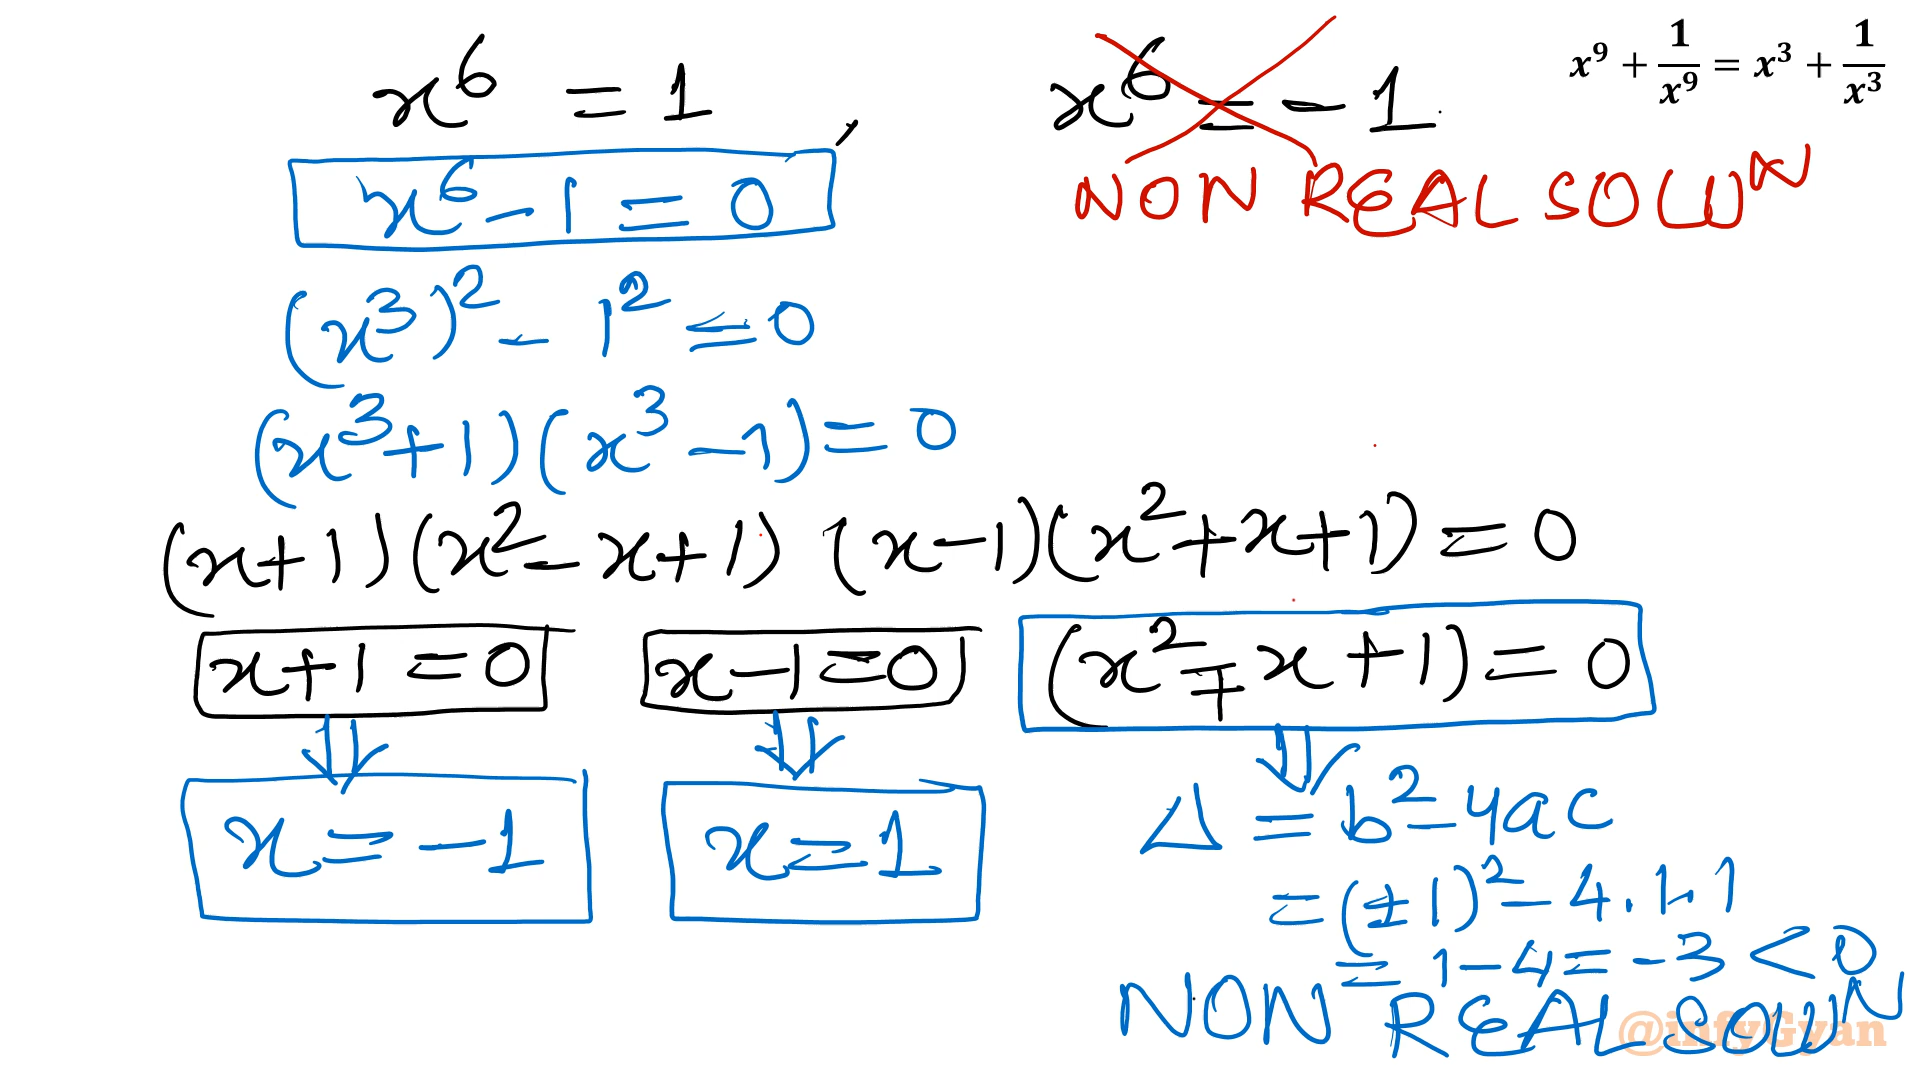 x⁶ = 1 , x⁶ = -1
x⁹ + 1/x⁹ = x³ + 1/x³
x⁶ - 1 = 0
NON REAL SOLUᴺ
(x³)² - 1² = 0
(x³+1)(x³-1) = 0
(x+1)(x²-x+1)(x-1)(x²+x+1) = 0
x+1 = 0 x-1=0 (x² ∓ x+1) = 0
x = -1 x = 1 Δ = b²-4ac
= (±1)² - 4.1.1
= 1-4 = -3 < 0
NON REAL SOLUᴺ
@infyGyan